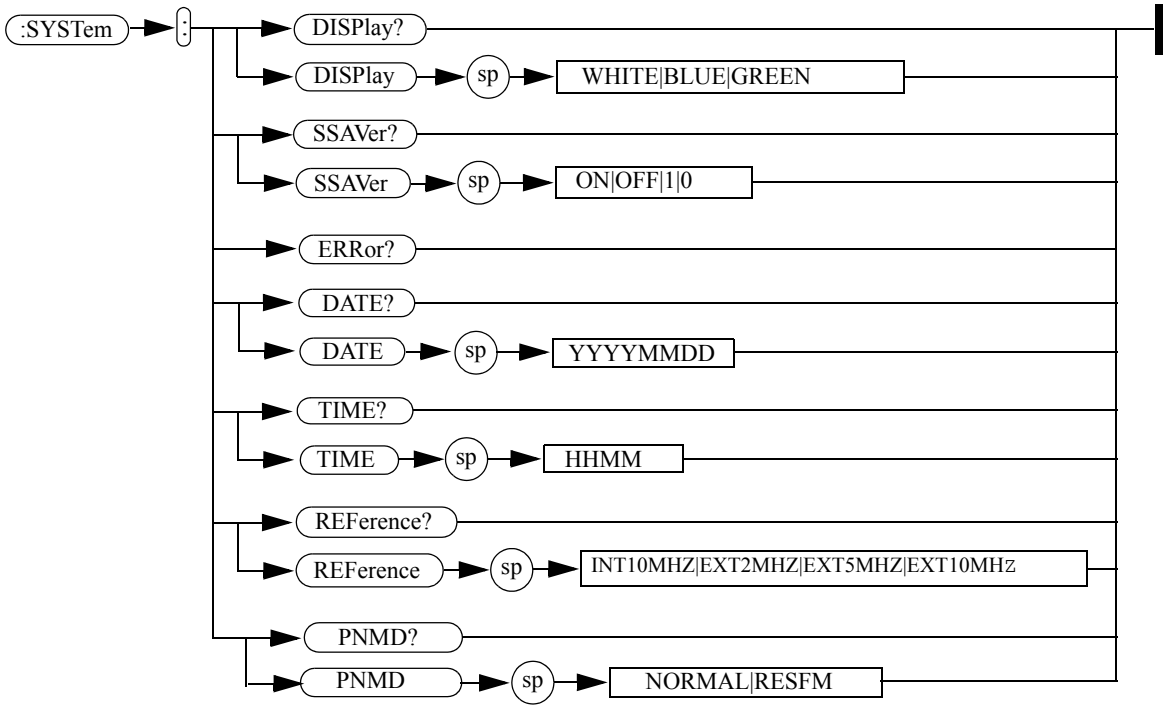 :SYSTem : DISPlay?
DISPlay sp WHITE|BLUE|GREEN
SSAVer?
SSAVer sp ON|OFF|1|0
ERRor?
DATE?
DATE sp YYYYMMDD
TIME?
TIME sp HHMM
REFerence?
REFerence sp INT10MHZ|EXT2MHZ|EXT5MHZ|EXT10MHz
PNMD?
PNMD sp NORMAL|RESFM